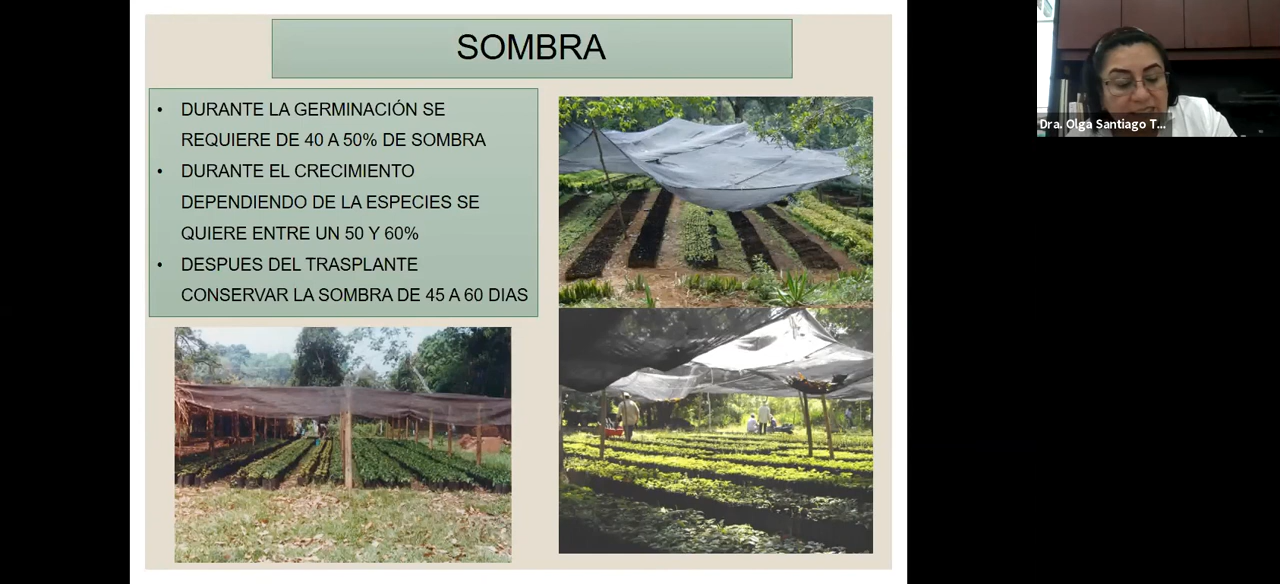 SOMBRA
• DURANTE LA GERMINACIÓN SE
REQUIERE DE 40 A 50% DE SOMBRA
• DURANTE EL CRECIMIENTO
DEPENDIENDO DE LA ESPECIES SE
QUIERE ENTRE UN 50 Y 60%
• DESPUES DEL TRASPLANTE
CONSERVAR LA SOMBRA DE 45 A 60 DIAS
Dra. Olga Santiago T...